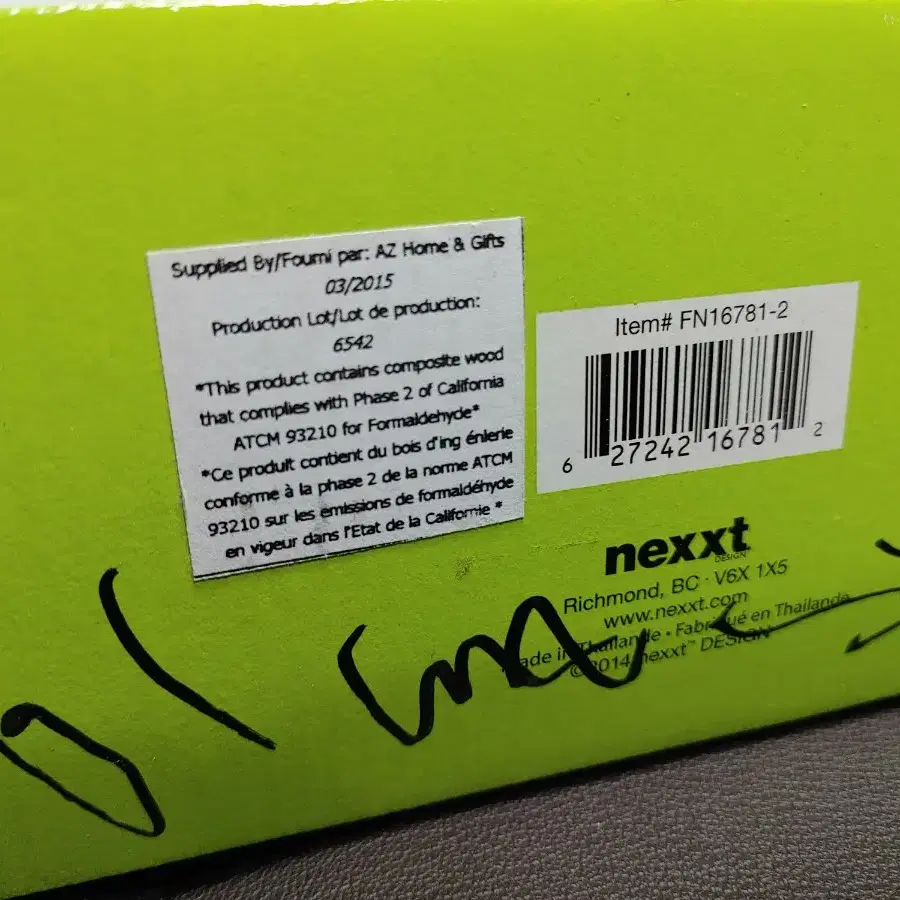 Supplied By/Fourni par: AZ Home & Gifts
03/2015
Production Lot/Lot de production:
6542
*This product contains composite wood
that complies with Phase 2 of California
ATCM 93210 for Formaldehyde*
*Ce produit contient du bois d'ing énierie
conforme à la phase 2 de la norme ATCM
93210 sur les emissions de formaldéhyde
en vigueur dans l'Etat de la Californie *
Item# FN16781-2
6 27242 16781 2
nexxt
DESIGN
Richmond, BC · V6X 1X5
www.nexxt.com
Made in Thailande • Fabriqué en Thailande
©2014 nexxt™ DESIGN